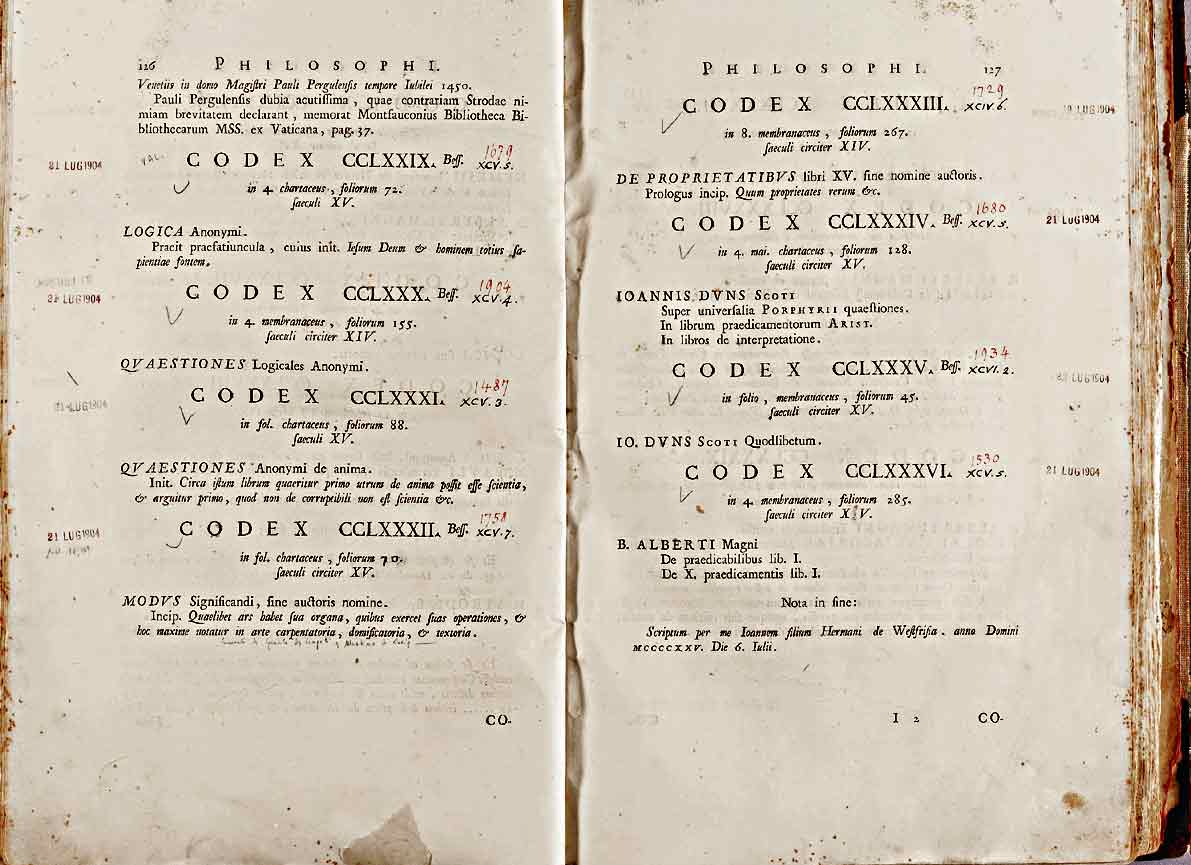 126 PHILOSOPHI.
Venetiis in domo Magiſtri Pauli Pergulenſis tempore Iubilei 1450.
Pauli Pergulenſis dubia acutiſſima, quae contrariam Strodae ni-
miam brevitatem declarant, memorat Montfauconius Bibliotheca Bi-
bliothecarum MSS. ex Vaticana, pag. 37.
1679
21 LUG 1904 CODEX CCLXXIX. Beſſ. XCV.5.
in 4. chartaceus, foliorum 72.
ſaeculi XV.
LOGICA Anonymi.
Praeit praefatiuncula, cuius init. Ieſum Deum & hominem totius ſa-
pientiae fontem.
1904
22 LUG 1904 CODEX CCLXXX. Beſſ. XCV.4.
in 4. membranaceus, foliorum 155.
ſaeculi circiter XIV.
QVAESTIONES Logicales Anonymi.
1487
21 LUG 1904 CODEX CCLXXXI. XCV.3.
in fol. chartaceus, foliorum 88.
ſaeculi XV.
QVAESTIONES Anonymi de anima.
Init. Circa iſtum librum quaeritur primo utrum de anima poſſit eſſe ſcientia,
& arguitur primo, quod non de corruptibili non eſt ſcientia &c.
1758
21 LUG 1904 CODEX CCLXXXII. Beſſ. XCV.7.
in fol. chartaceus, foliorum 70.
ſaeculi circiter XV.
MODVS Significandi, ſine auctoris nomine.
Incip. Quaelibet ars habet ſua organa, quibus exercet ſuas operationes, &
hoc maxime notatur in arte carpentatoria, domificatoria, & textoria.
CO-
PHILOSOPHI. 127
1729
CODEX CCLXXXIII. XCIV.6. LUG 1904
in 8. membranaceus, foliorum 267.
ſaeculi circiter XIV.
DE PROPRIETATIBVS libri XV. ſine nomine auctoris.
Prologus incip. Quum proprietates rerum &c.
1680
CODEX CCLXXXIV. Beſſ. XCV.5. 21 LUG 1904
in 4. mai. chartaceus, foliorum 128.
ſaeculi circiter XV.
IOANNIS DVNS SCOTI
Super univerſalia PORPHYRII quaeſtiones.
In librum praedicamentorum ARIST.
In libros de interpretatione.
1934
CODEX CCLXXXV. Beſſ. XCVI.2. 22 LUG 1904
in folio, membranaceus, foliorum 45.
ſaeculi circiter XV.
IO. DVNS SCOTI Quodlibetum.
1530
CODEX CCLXXXVI. XCV.5. 21 LUG 1904
in 4. membranaceus, foliorum 285.
ſaeculi circiter XIV.
B. ALBERTI Magni
De praedicabilibus lib. I.
De X. praedicamentis lib. I.
Nota in fine:
Scriptum per me Ioannem filium Hermani de Weſtfriſia. anno Domini
MCCCCXXV. Die 6. Iulii.
I 2 CO-